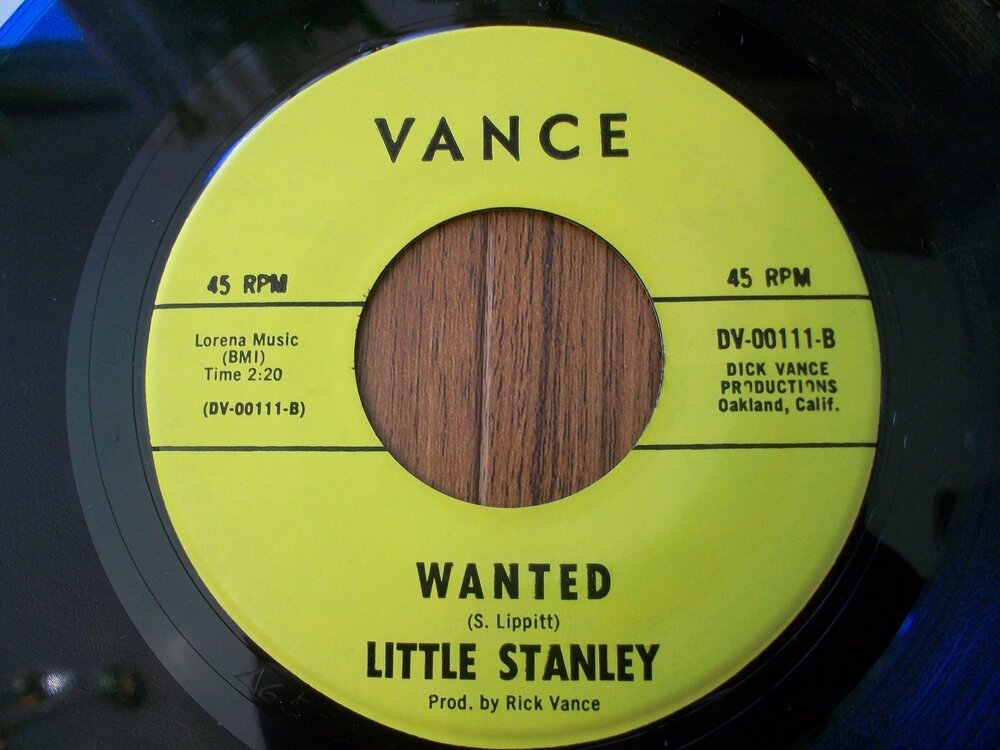 VANCE
45 RPM
45 RPM
Lorena Music
(BMI)
Time 2:20
(DV-00111-B)
DV-00111-B
DICK VANCE
PRODUCTIONS
Oakland, Calif.
WANTED
(S. Lippitt)
LITTLE STANLEY
Prod. by Rick Vance